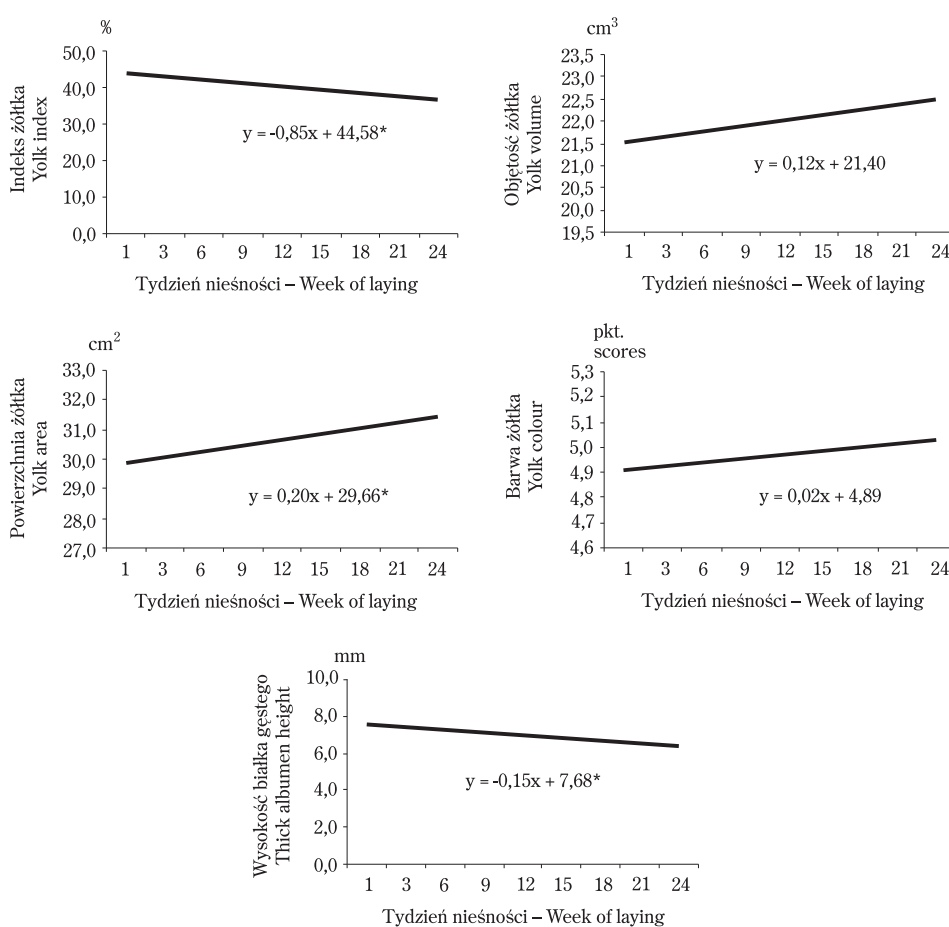 %
Indeks żółtka
Yolk index
50,0
40,0
30,0
20,0
10,0
0,0
y = -0,85x + 44,58*
1 3 6 9 12 15 18 21 24
Tydzień nieśności – Week of laying
cm³
Objętość żółtka
Yolk volume
23,5
23,0
22,5
22,0
21,5
21,0
20,5
20,0
19,5
y = 0,12x + 21,40
1 3 6 9 12 15 18 21 24
Tydzień nieśności – Week of laying
cm²
Powierzchnia żółtka
Yolk area
33,0
32,0
31,0
30,0
29,0
28,0
27,0
y = 0,20x + 29,66*
1 3 6 9 12 15 18 21 24
Tydzień nieśności – Week of laying
pkt.
scores
Barwa żółtka
Yolk colour
5,3
5,2
5,1
5,0
4,9
4,8
4,7
4,6
y = 0,02x + 4,89
1 3 6 9 12 15 18 21 24
Tydzień nieśności – Week of laying
mm
Wysokość białka gęstego
Thick albumen height
10,0
8,0
6,0
4,0
2,0
0,0
y = -0,15x + 7,68*
1 3 6 9 12 15 18 21 24
Tydzień nieśności – Week of laying